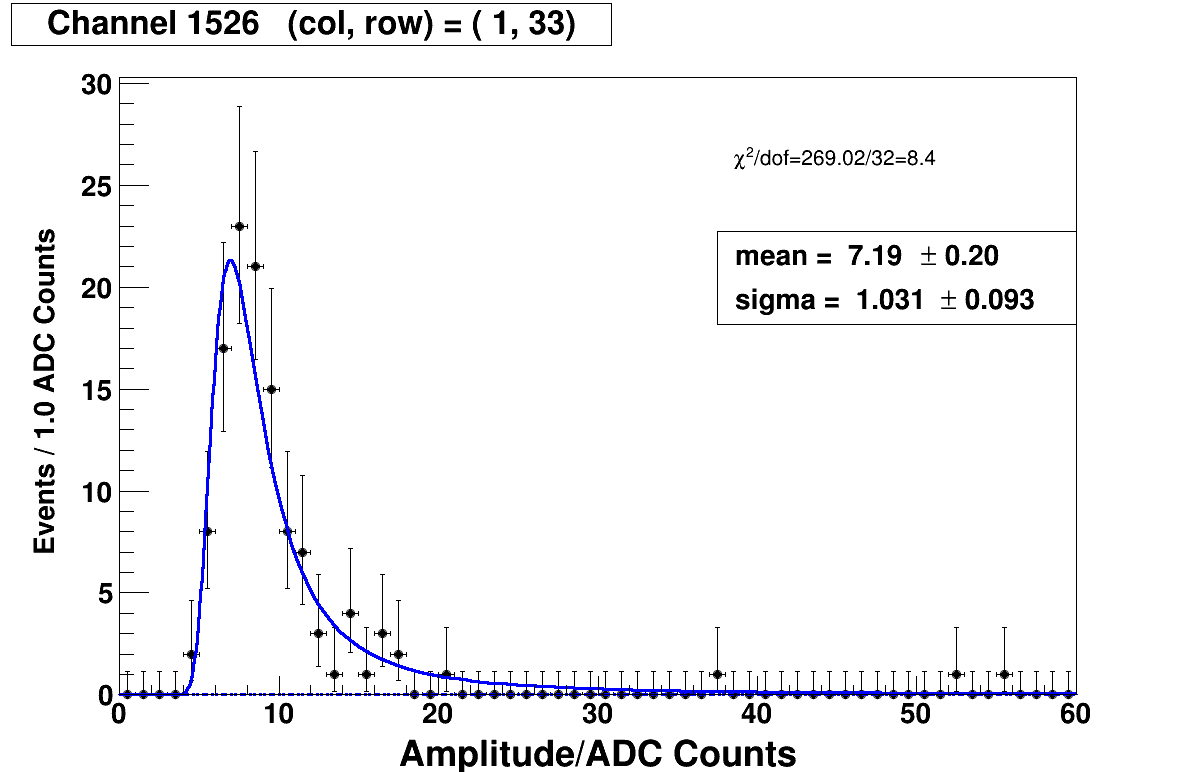 Channel 1526 (col, row) = ( 1, 33)
30
25
20
15
10
5
0
Events / 1.0 ADC Counts
χ²/dof=269.02/32=8.4
mean = 7.19 ± 0.20
sigma = 1.031 ± 0.093
0 10 20 30 40 50 60
Amplitude/ADC Counts